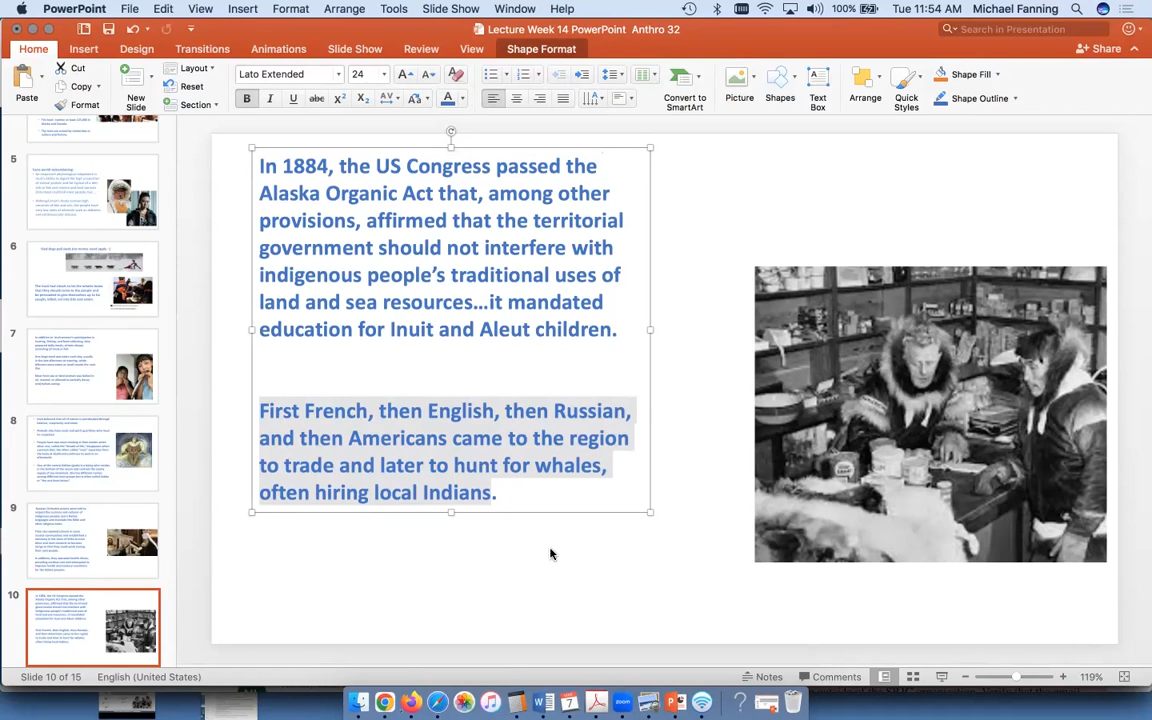 PowerPoint File Edit View Insert Format Arrange Tools Slide Show Window Help 100% Tue 11:54 AM Michael Fanning
Lecture Week 14 PowerPoint Anthro 32
Search in Presentation
Home Insert Design Transitions Animations Slide Show Review View Shape Format
Share
Paste
Cut
Copy
Format
New Slide
Layout
Reset
Section
Lato Extended 24
Convert to SmartArt
Picture
Shapes
Text Box
Arrange
Quick Styles
Shape Fill
Shape Outline
5
6
7
8
9
10
In 1884, the US Congress passed the
Alaska Organic Act that, among other
provisions, affirmed that the territorial
government should not interfere with
indigenous people’s traditional uses of
land and sea resources…it mandated
education for Inuit and Aleut children.
First French, then English, then Russian,
and then Americans came to the region
to trade and later to hunt for whales,
often hiring local Indians.
Slide 10 of 15 English (United States) Notes Comments 119%